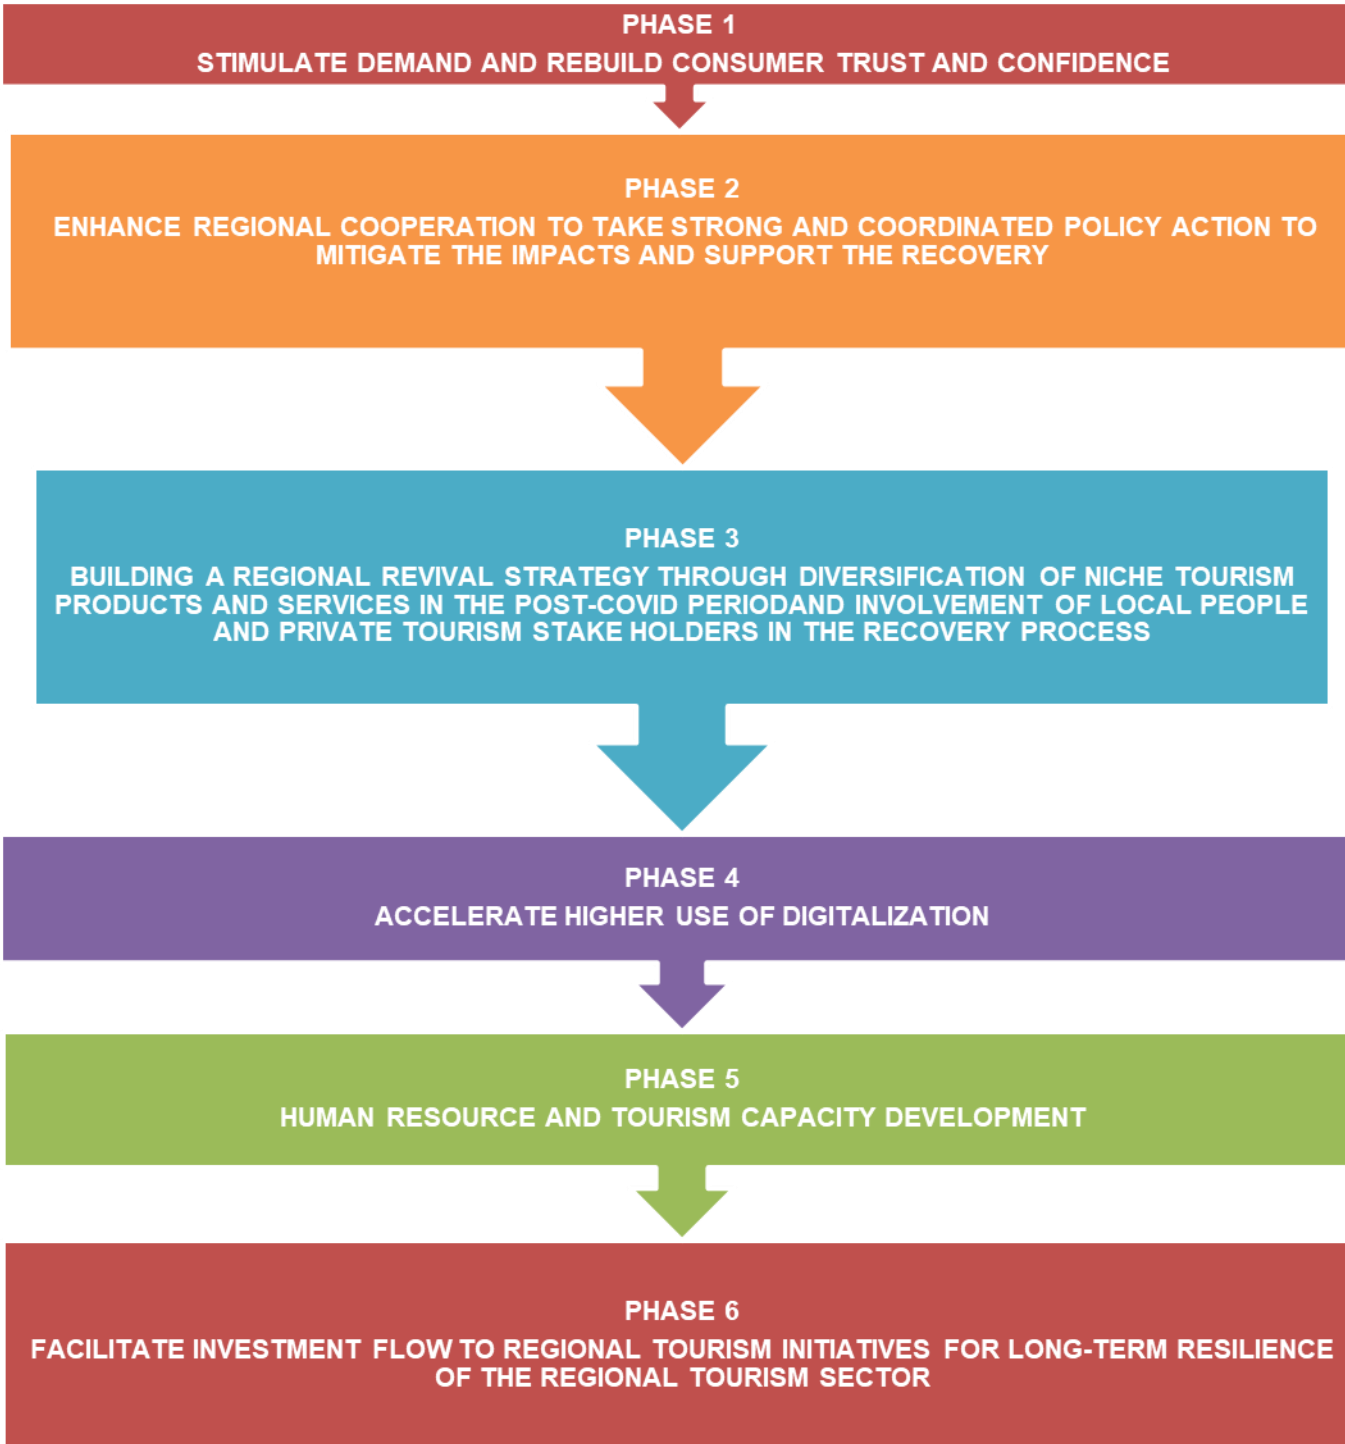 PHASE 1
STIMULATE DEMAND AND REBUILD CONSUMER TRUST AND CONFIDENCE
PHASE 2
ENHANCE REGIONAL COOPERATION TO TAKE STRONG AND COORDINATED POLICY ACTION TO
MITIGATE THE IMPACTS AND SUPPORT THE RECOVERY
PHASE 3
BUILDING A REGIONAL REVIVAL STRATEGY THROUGH DIVERSIFICATION OF NICHE TOURISM
PRODUCTS AND SERVICES IN THE POST-COVID PERIODAND INVOLVEMENT OF LOCAL PEOPLE
AND PRIVATE TOURISM STAKE HOLDERS IN THE RECOVERY PROCESS
PHASE 4
ACCELERATE HIGHER USE OF DIGITALIZATION
PHASE 5
HUMAN RESOURCE AND TOURISM CAPACITY DEVELOPMENT
PHASE 6
FACILITATE INVESTMENT FLOW TO REGIONAL TOURISM INITIATIVES FOR LONG-TERM RESILIENCE
OF THE REGIONAL TOURISM SECTOR